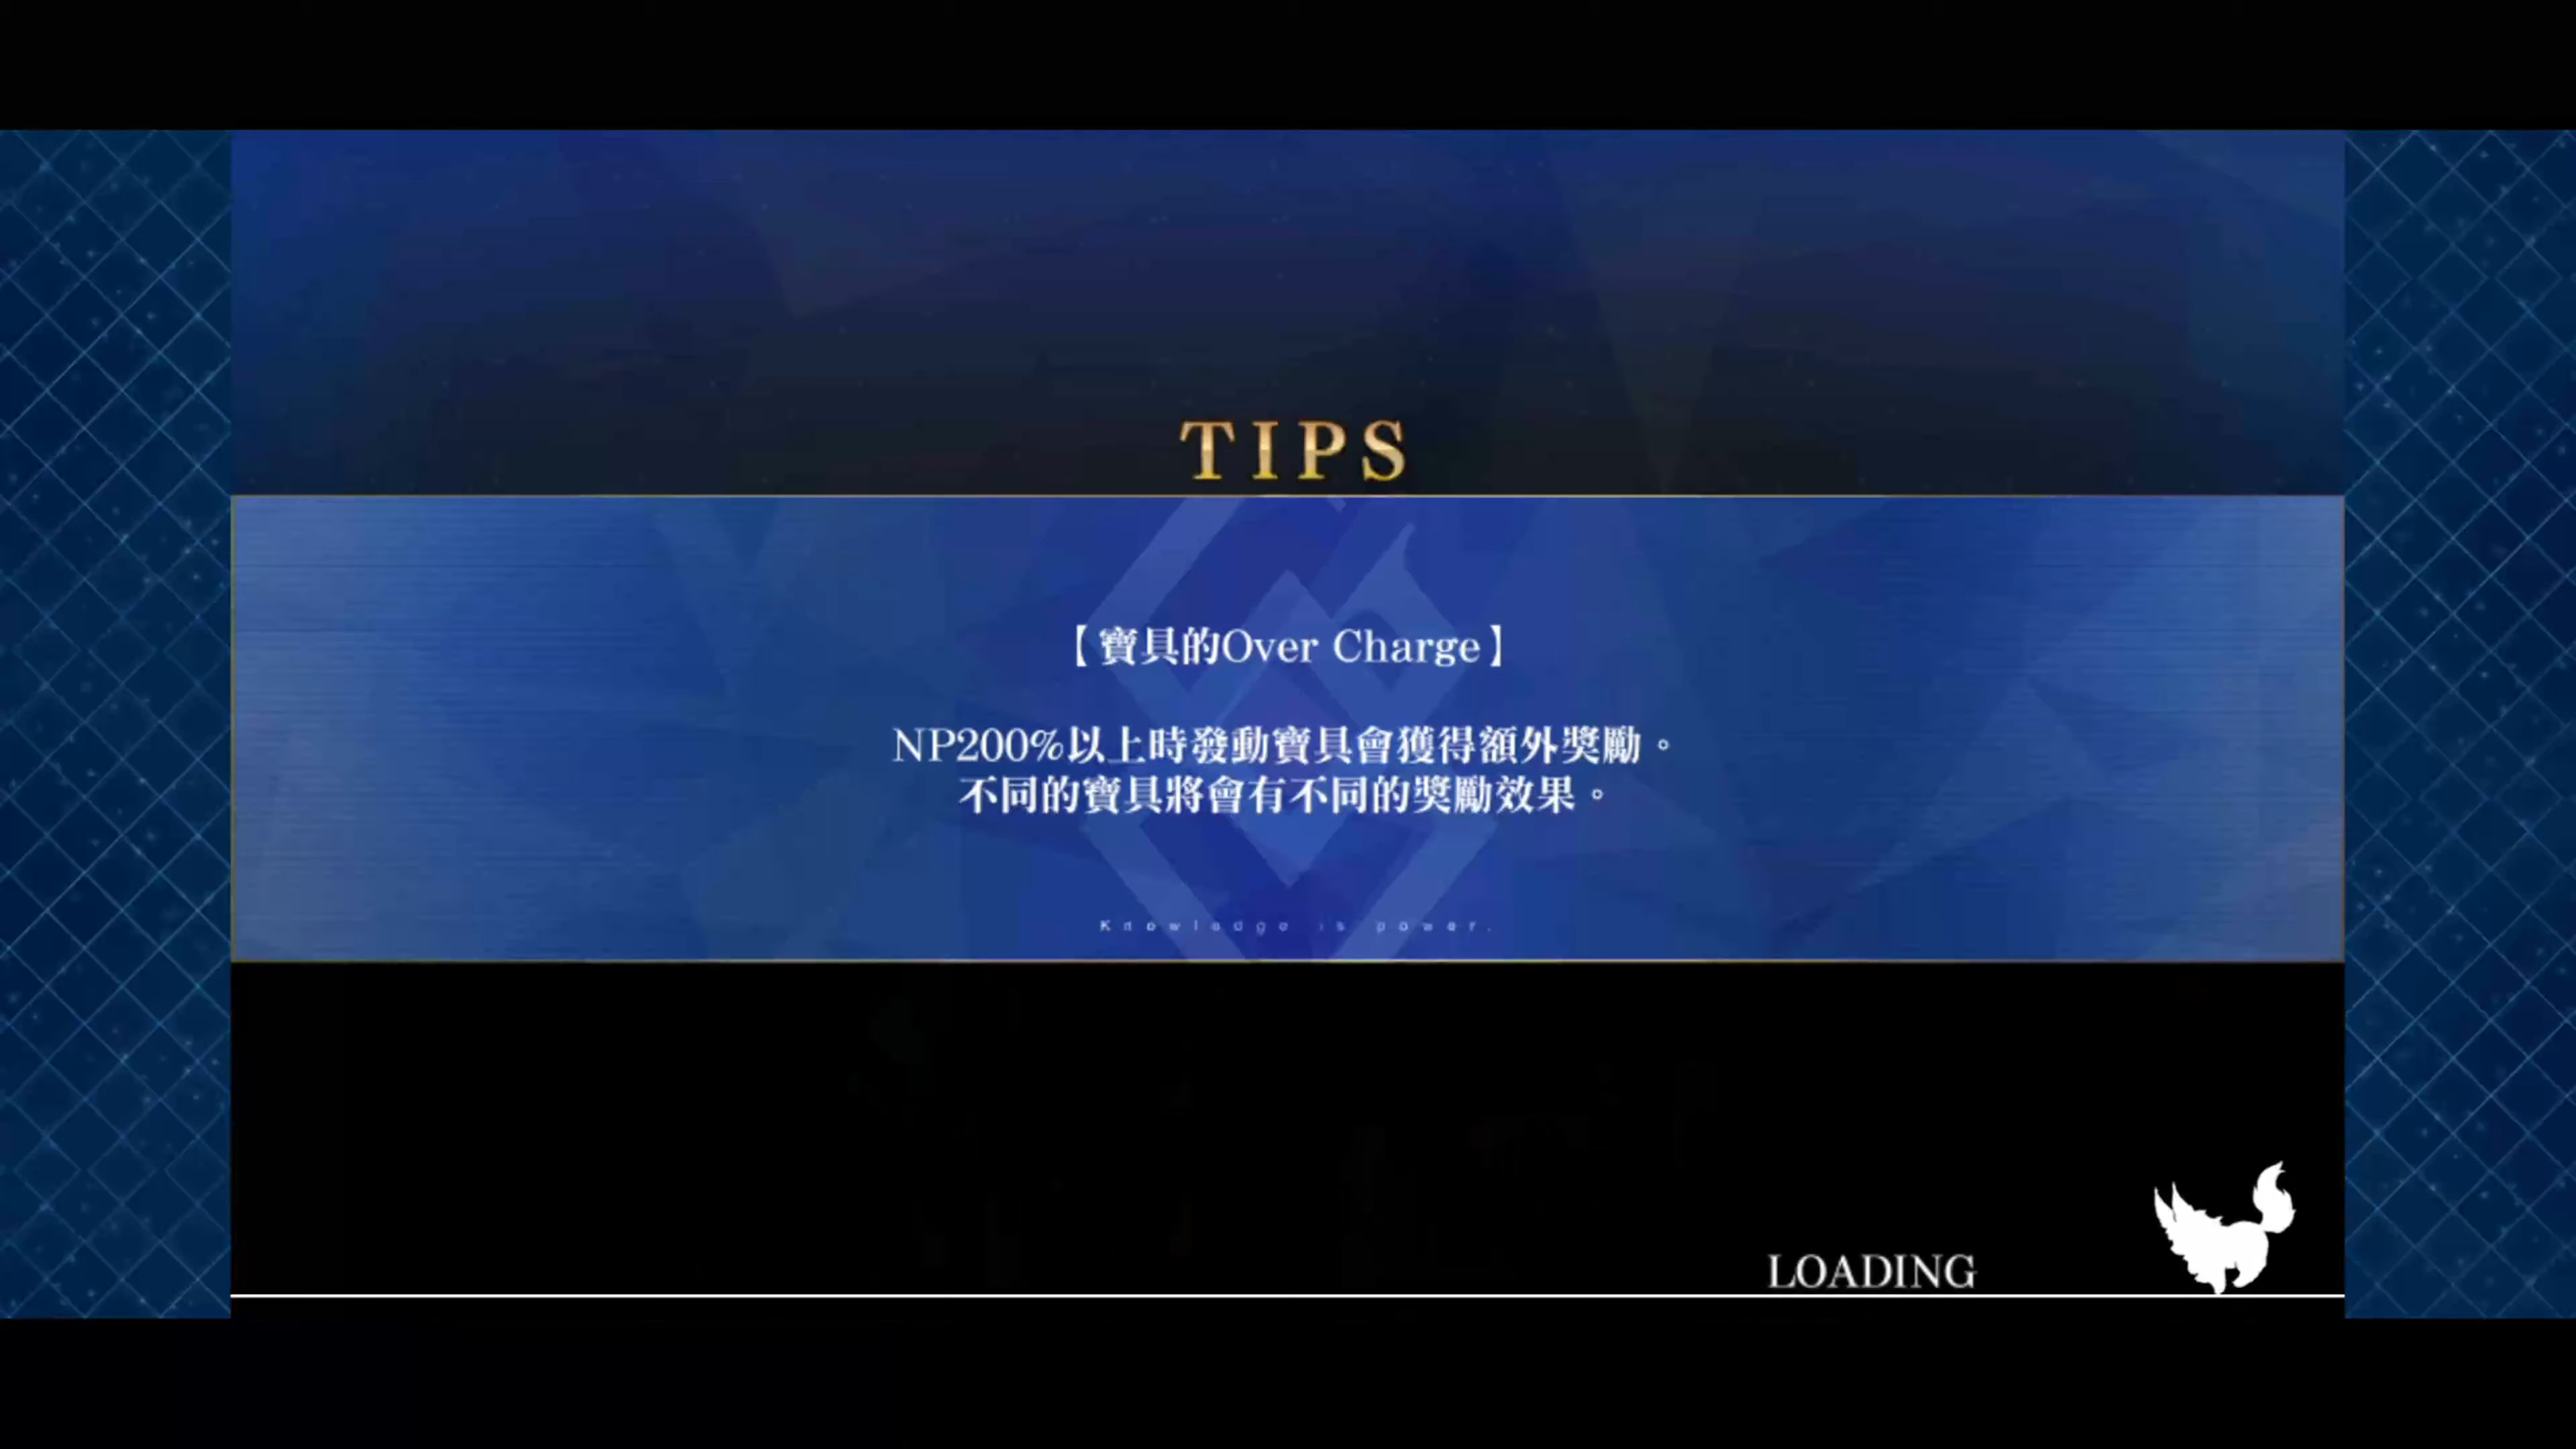 TIPS
【寶具的Over Charge】
NP200%以上時發動寶具會獲得額外獎勵。
不同的寶具將會有不同的獎勵效果。
Knowledge is power.
LOADING